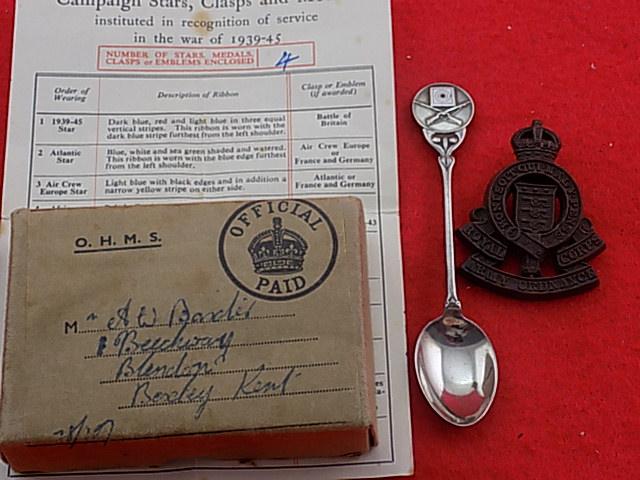 Campaign Stars, Clasps and
instituted in recognition of service
in the war of 1939-45
NUMBER OF STARS, MEDALS,
CLASPS or EMBLEMS ENCLOSED 4
Order of
Wearing
Description of Ribbon
Clasp or Emblem
(if awarded)
1 1939-45
Star
Dark blue, red and light blue in three equal
vertical stripes. This ribbon is worn with the
dark blue stripe furthest from the left shoulder.
Battle of
Britain
2 Atlantic
Star
Blue, white and sea green shaded and watered.
This ribbon is worn with the blue edge furthest
from the left shoulder.
Air Crew Europe
or
France and Germany
3 Air Crew
Europe Star
Light blue with black edges and in addition a
narrow yellow stripe on either side.
Atlantic or
France and Germany
O. H. M. S.
OFFICIAL
PAID
M r A W
Blendon
Kent
HONI SOIT QUI MAL Y PENSE
ROYAL CORPS
ARMY ORDNANCE